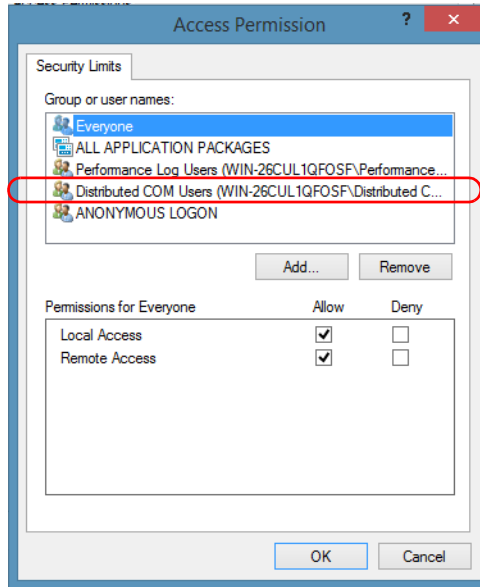 Access Permission
? ×
Security Limits
Group or user names:
Everyone
ALL APPLICATION PACKAGES
Performance Log Users (WIN-26CUL1QFOSF\Performance...
Distributed COM Users (WIN-26CUL1QFOSF\Distributed C...
ANONYMOUS LOGON
Add... Remove
Permissions for Everyone Allow Deny
Local Access
Remote Access
OK Cancel